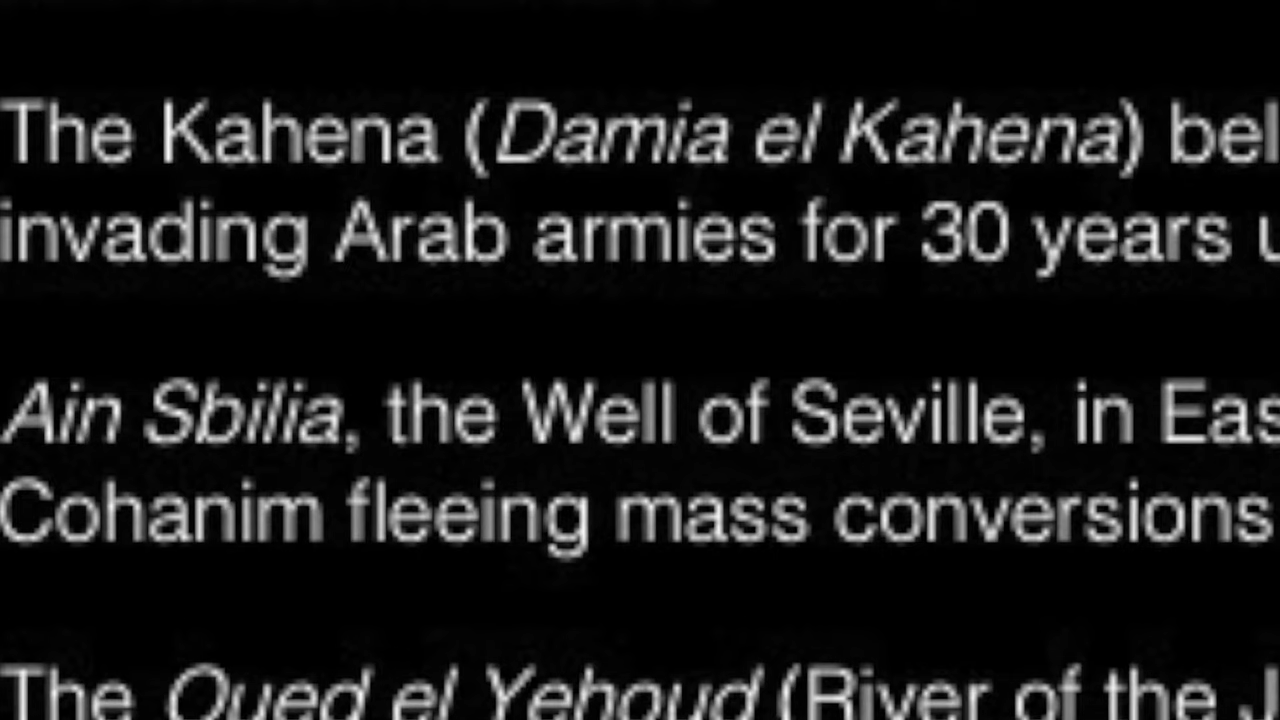 The Kahena (Damia el Kahena) bel
invading Arab armies for 30 years u
Ain Sbilia, the Well of Seville, in Eas
Cohanim fleeing mass conversions
The Oued el Yehoud (River of the J